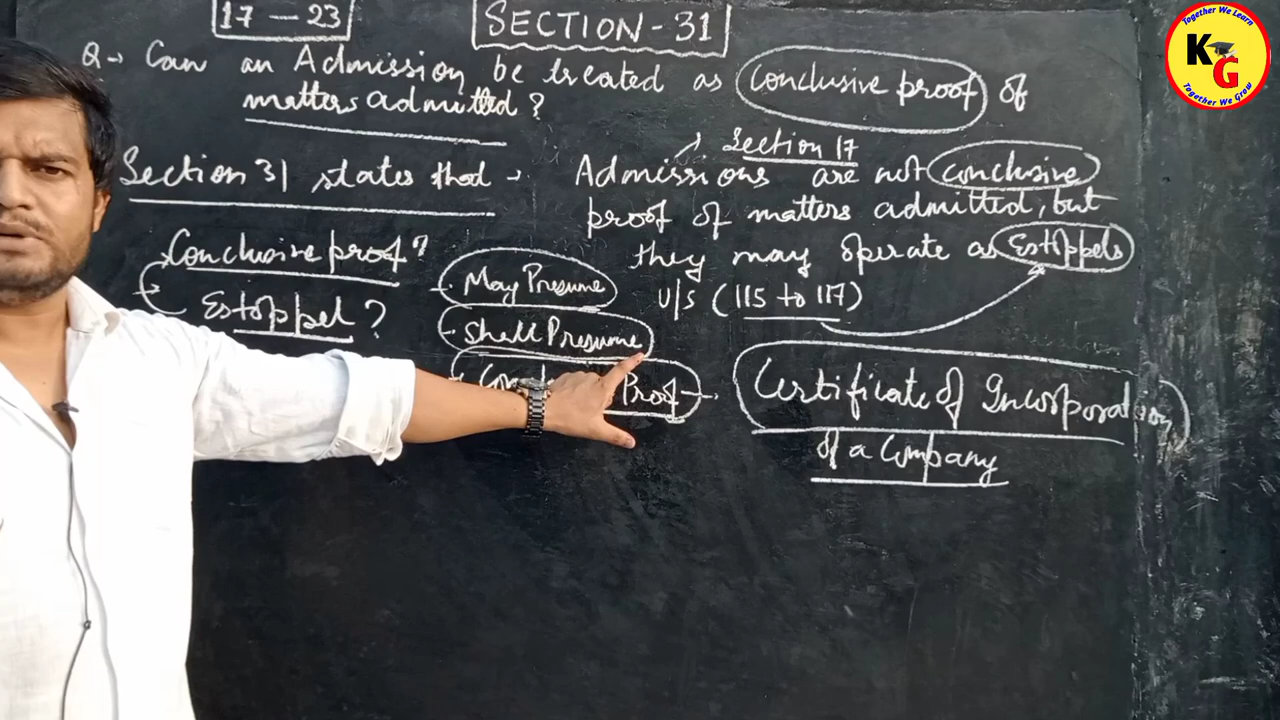 17 — 23
SECTION-31
Q→ Can an Admission be treated as Conclusive proof of
matters admitted?
Section 17
Section 31 states that → Admissions are not conclusive
proof of matters admitted, but
they may operate as Estoppels
U/S (115 to 117)
Conclusive proof?
Estoppel?
May Presume
Shall Presume
Proof
Certificate of Incorporation
of a Company
Together We Learn
KG
Together We Grow